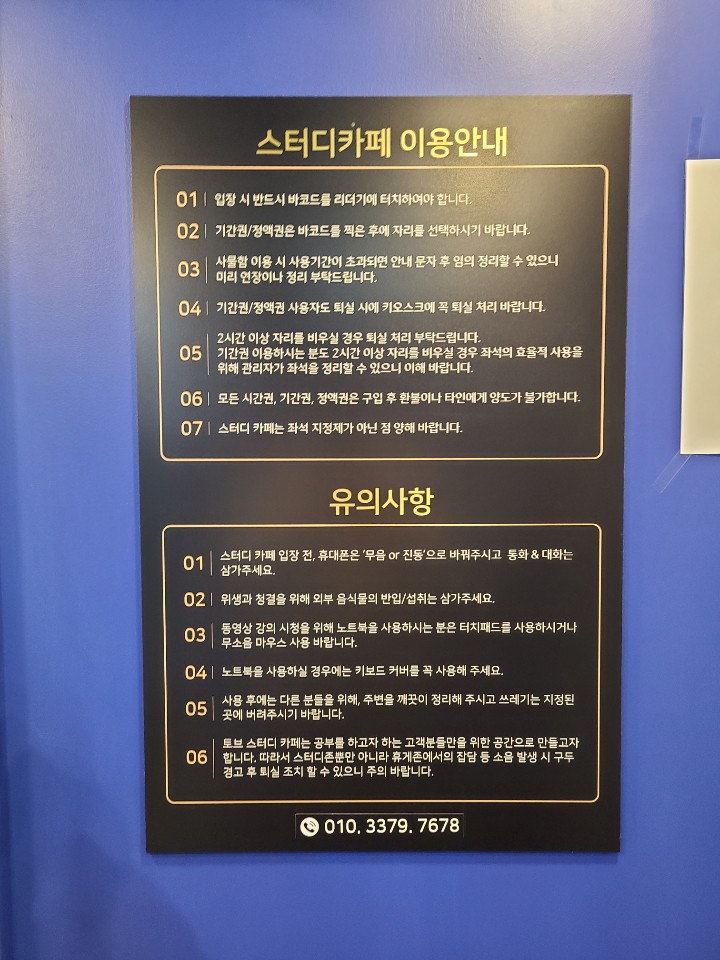 스터디카페 이용안내
01 입장 시 반드시 바코드를 리더기에 터치하여야 합니다.
02 기간권/정액권은 바코드를 찍은 후에 자리를 선택하시기 바랍니다.
03 사물함 이용 시 사용기간이 초과되면 안내 문자 후 임의 정리할 수 있으니
미리 연장이나 정리 부탁드립니다.
04 기간권/정액권 사용자도 퇴실 시에 키오스크에 꼭 퇴실 처리 바랍니다.
05 2시간 이상 자리를 비우실 경우 퇴실 처리 부탁드립니다.
기간권 이용하시는 분도 2시간 이상 자리를 비우실 경우 좌석의 효율적 사용을
위해 관리자가 좌석을 정리할 수 있으니 이해 바랍니다.
06 모든 시간권, 기간권, 정액권은 구입 후 환불이나 타인에게 양도가 불가합니다.
07 스터디 카페는 좌석 지정제가 아닌 점 양해 바랍니다.
유의사항
01 스터디 카페 입장 전, 휴대폰은 '무음 or 진동'으로 바꿔주시고 통화 & 대화는
삼가주세요.
02 위생과 청결을 위해 외부 음식물의 반입/섭취는 삼가주세요.
03 동영상 강의 시청을 위해 노트북을 사용하시는 분은 터치패드를 사용하시거나
무소음 마우스 사용 바랍니다.
04 노트북을 사용하실 경우에는 키보드 커버를 꼭 사용해 주세요.
05 사용 후에는 다른 분들을 위해, 주변을 깨끗이 정리해 주시고 쓰레기는 지정된
곳에 버려주시기 바랍니다.
06 토브 스터디 카페는 공부를 하고자 하는 고객분들만을 위한 공간으로 만들고자
합니다. 따라서 스터디존뿐만 아니라 휴게존에서의 잡담 등 소음 발생 시 구두
경고 후 퇴실 조치 할 수 있으니 주의 바랍니다.
010. 3379. 7678